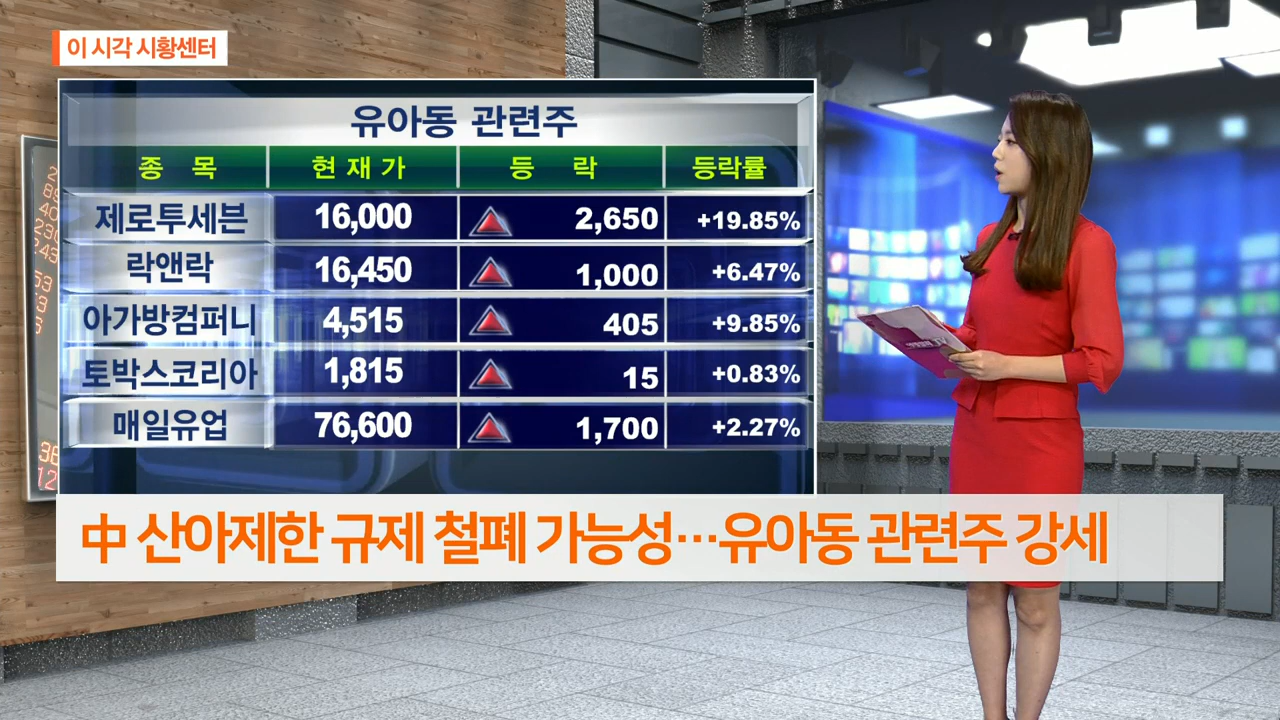 이 시각 시황센터
유아동 관련주
종 목 현재가 등 락 등락률
제로투세븐 16,000 ▲ 2,650 +19.85%
락앤락 16,450 ▲ 1,000 +6.47%
아가방컴퍼니 4,515 ▲ 405 +9.85%
토박스코리아 1,815 ▲ 15 +0.83%
매일유업 76,600 ▲ 1,700 +2.27%
中 산아제한 규제 철폐 가능성…유아동 관련주 강세